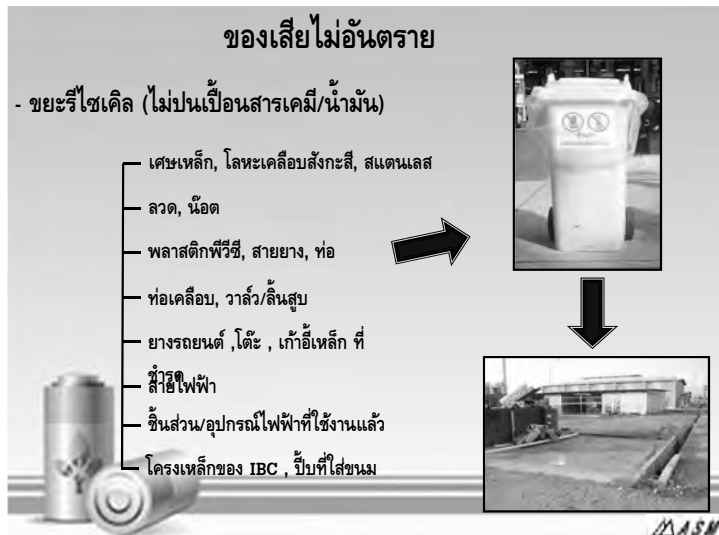 ของเสียไม่อันตราย
- ขยะรีไซเคิล (ไม่ปนเปื้อนสารเคมี/น้ำมัน)
เศษเหล็ก, โลหะเคลือบสังกะสี, สแตนเลส
ลวด, น๊อต
พลาสติกพีวีซี, สายยาง, ท่อ
ท่อเคลือบ, วาล์ว/ลิ้นสูบ
ยางรถยนต์ ,โต๊ะ , เก้าอี้เหล็ก ที่
ชำรุด
สายไฟฟ้า
ชิ้นส่วน/อุปกรณ์ไฟฟ้าที่ใช้งานแล้ว
โครงเหล็กของ IBC , ปี๊บที่ใส่ขนม
ASM